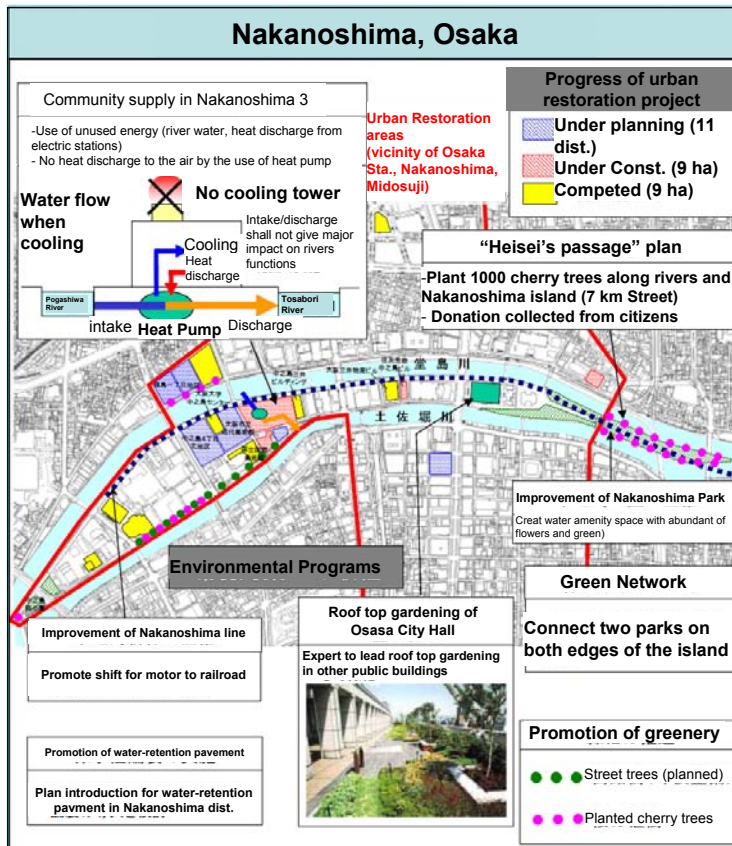 Nakanoshima, Osaka
Community supply in Nakanoshima 3
-Use of unused energy (river water, heat discharge from
electric stations)
- No heat discharge to the air by the use of heat pump
Water flow
when
cooling
No cooling tower
Intake/discharge
shall not give major
impact on rivers
functions
Cooling
Heat
discharge
Pogashiwa
River
Tosabori
River
intake
Heat Pump
Discharge
Urban Restoration
areas
(vicinity of Osaka
Sta., Nakanoshima,
Midosuji)
Progress of urban
restoration project
Under planning (11
dist.)
Under Const. (9 ha)
Competed (9 ha)
“Heisei’s passage” plan
-Plant 1000 cherry trees along rivers and
Nakanoshima island (7 km Street)
- Donation collected from citizens
堂島川
土佐堀川
Improvement of Nakanoshima Park
Creat water amenity space with abundant of
flowers and green)
Environmental Programs
Green Network
Connect two parks on
both edges of the island
Improvement of Nakanoshima line
Promote shift for motor to railroad
Roof top gardening of
Osasa City Hall
Expert to lead roof top gardening
in other public buildings
Promotion of water-retention pavement
Plan introduction for water-retention
pavment in Nakanoshima dist.
Promotion of greenery
Street trees (planned)
Planted cherry trees